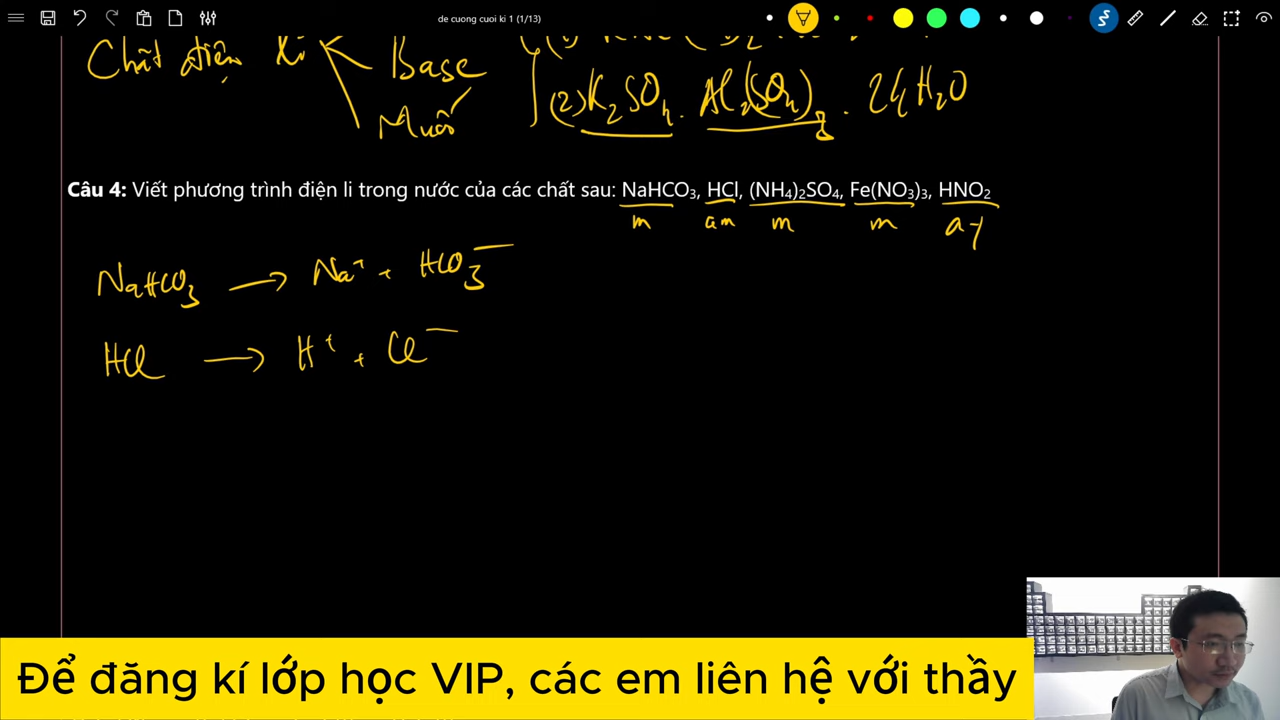 de cuong cuoi ki 1 (1/13)
Chất điện li
Base
Muối
(2) K₂SO₄ . Al₂(SO₄)₃ . 24H₂O
Câu 4: Viết phương trình điện li trong nước của các chất sau: NaHCO₃, HCl, (NH₄)₂SO₄, Fe(NO₃)₃, HNO₂
m am m m a-y
NaHCO₃ → Na⁺ + HCO₃⁻
HCl → H⁺ + Cl⁻
Để đăng kí lớp học VIP, các em liên hệ với thầy